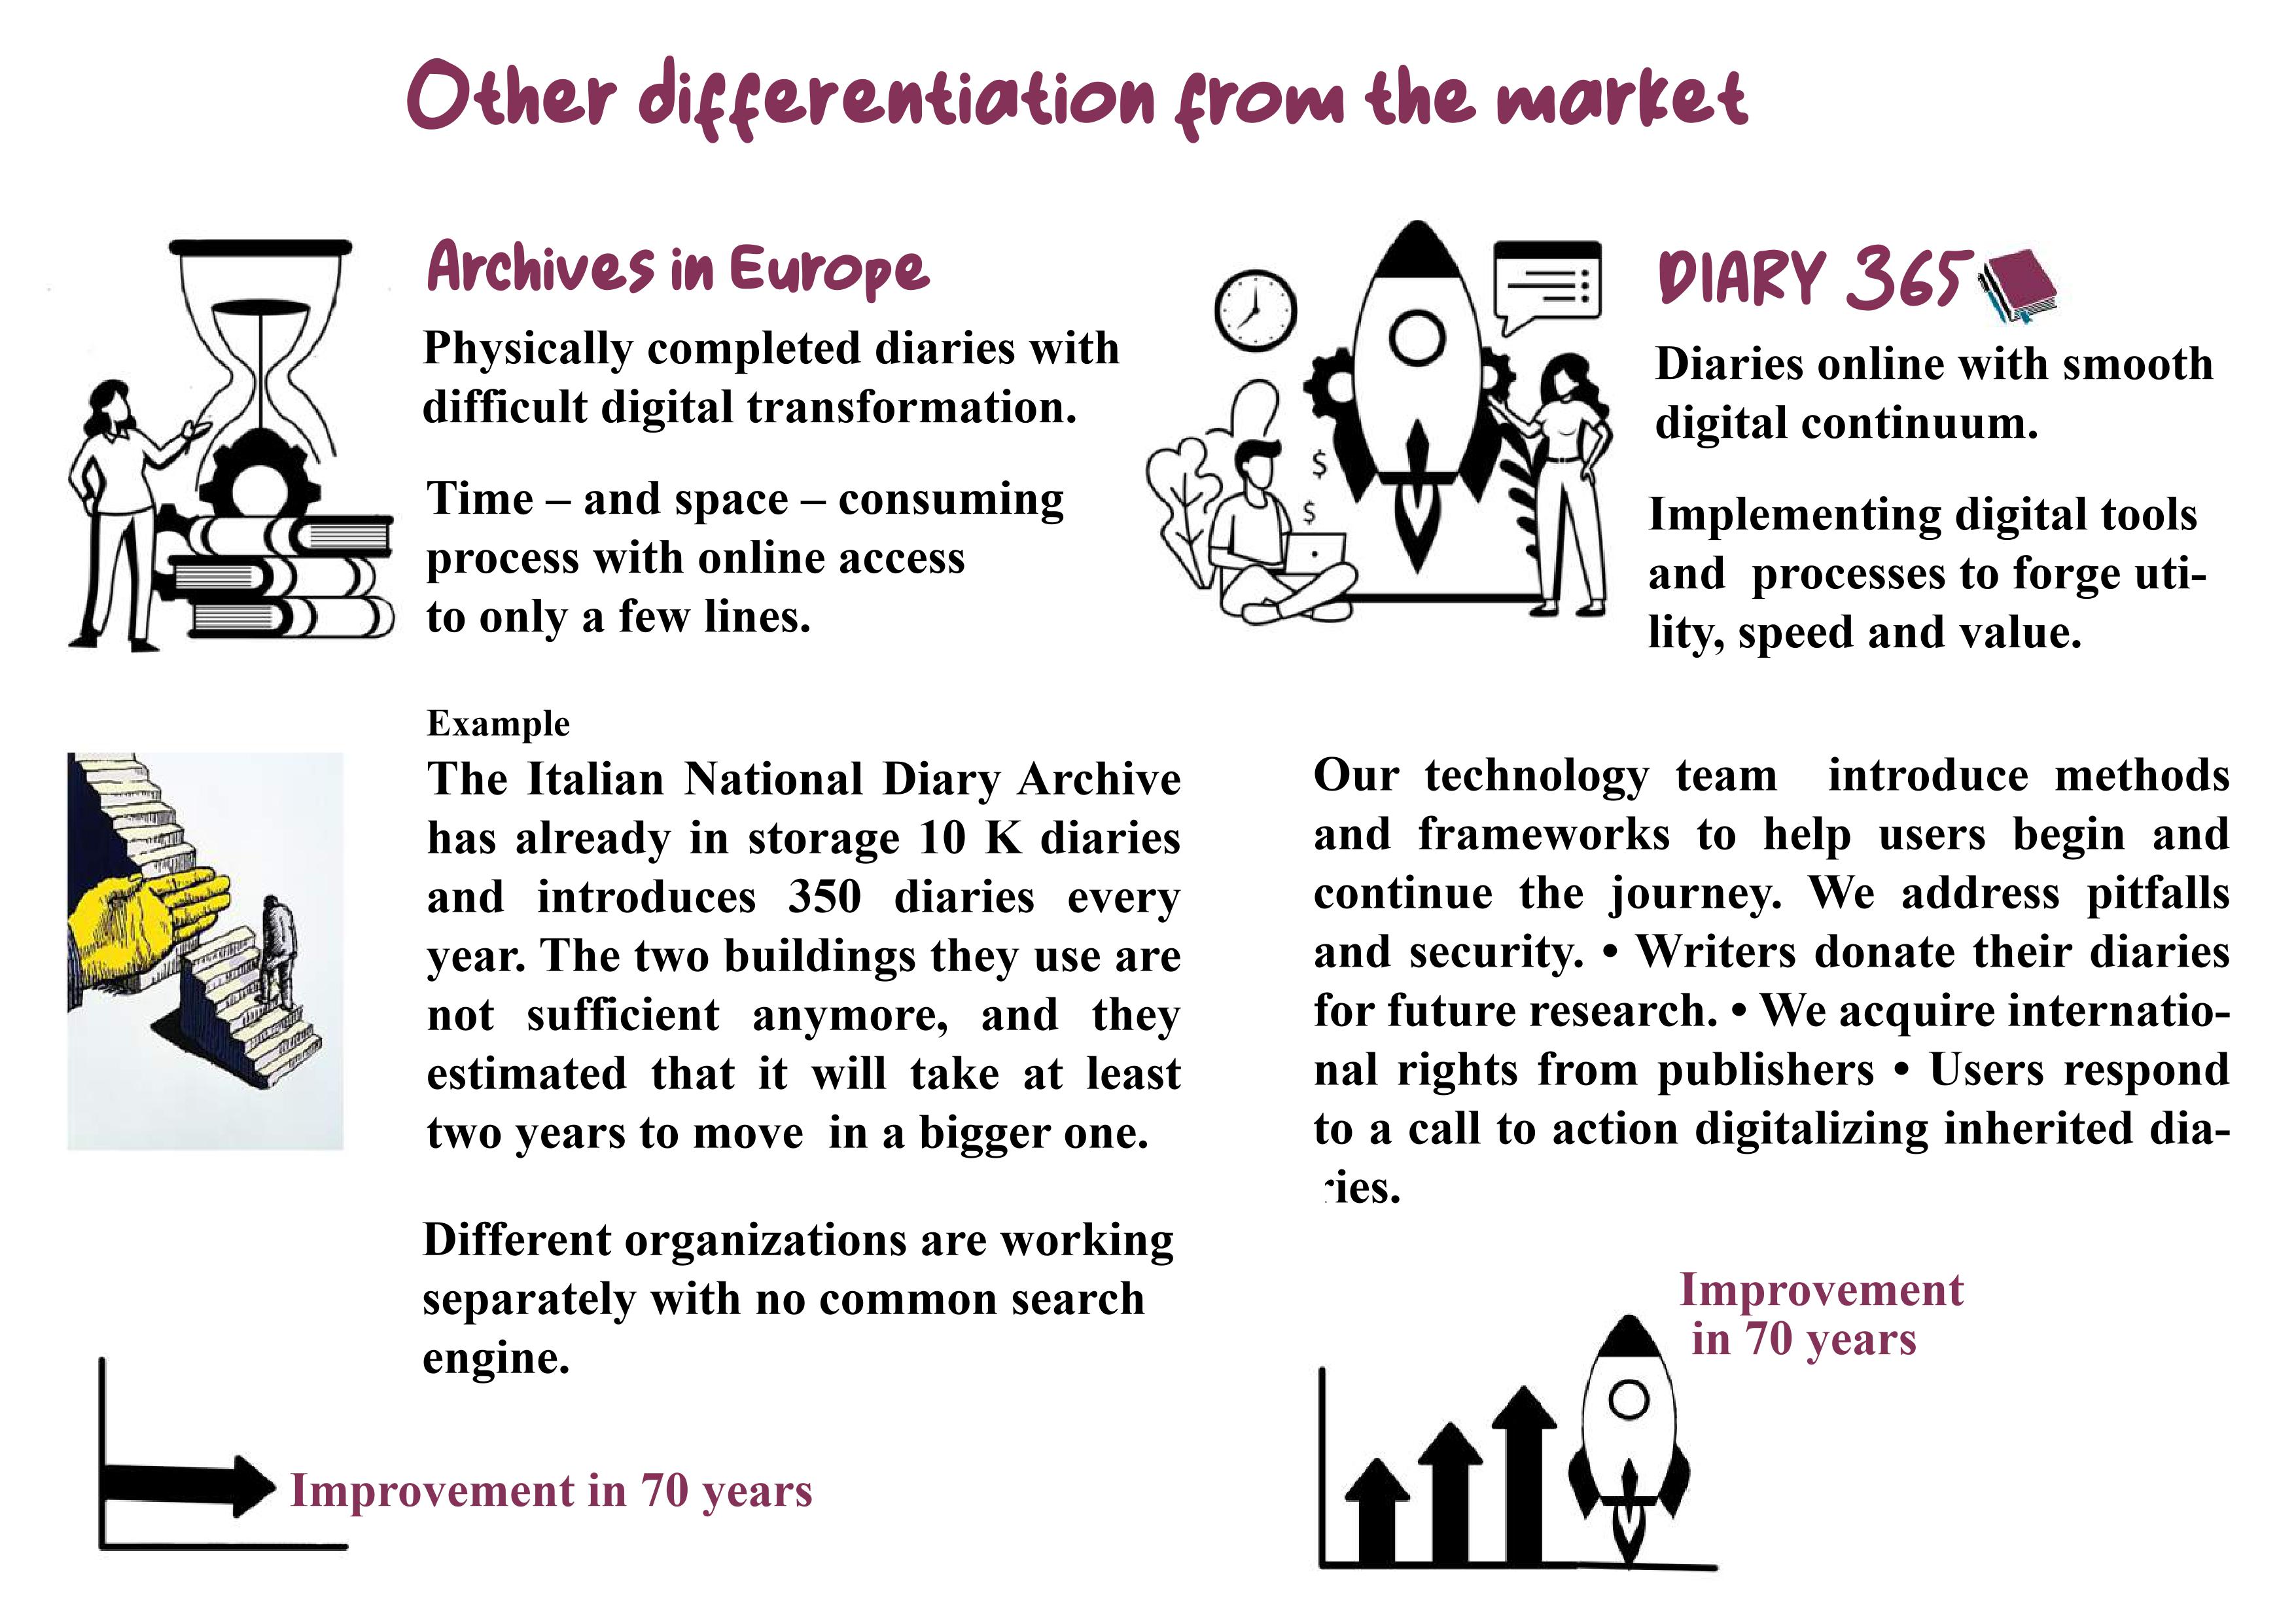 Other differentiation from the market
Archives in Europe
Physically completed diaries with
difficult digital transformation.
Time – and space – consuming
process with online access
to only a few lines.
Example
The Italian National Diary Archive
has already in storage 10 K diaries
and introduces 350 diaries every
year. The two buildings they use are
not sufficient anymore, and they
estimated that it will take at least
two years to move in a bigger one.
Different organizations are working
separately with no common search
engine.
Improvement in 70 years
DIARY 365
Diaries online with smooth
digital continuum.
Implementing digital tools
and processes to forge uti-
lity, speed and value.
$
$
Our technology team introduce methods
and frameworks to help users begin and
continue the journey. We address pitfalls
and security. • Writers donate their diaries
for future research. • We acquire internatio-
nal rights from publishers • Users respond
to a call to action digitalizing inherited dia-
ries.
Improvement
in 70 years